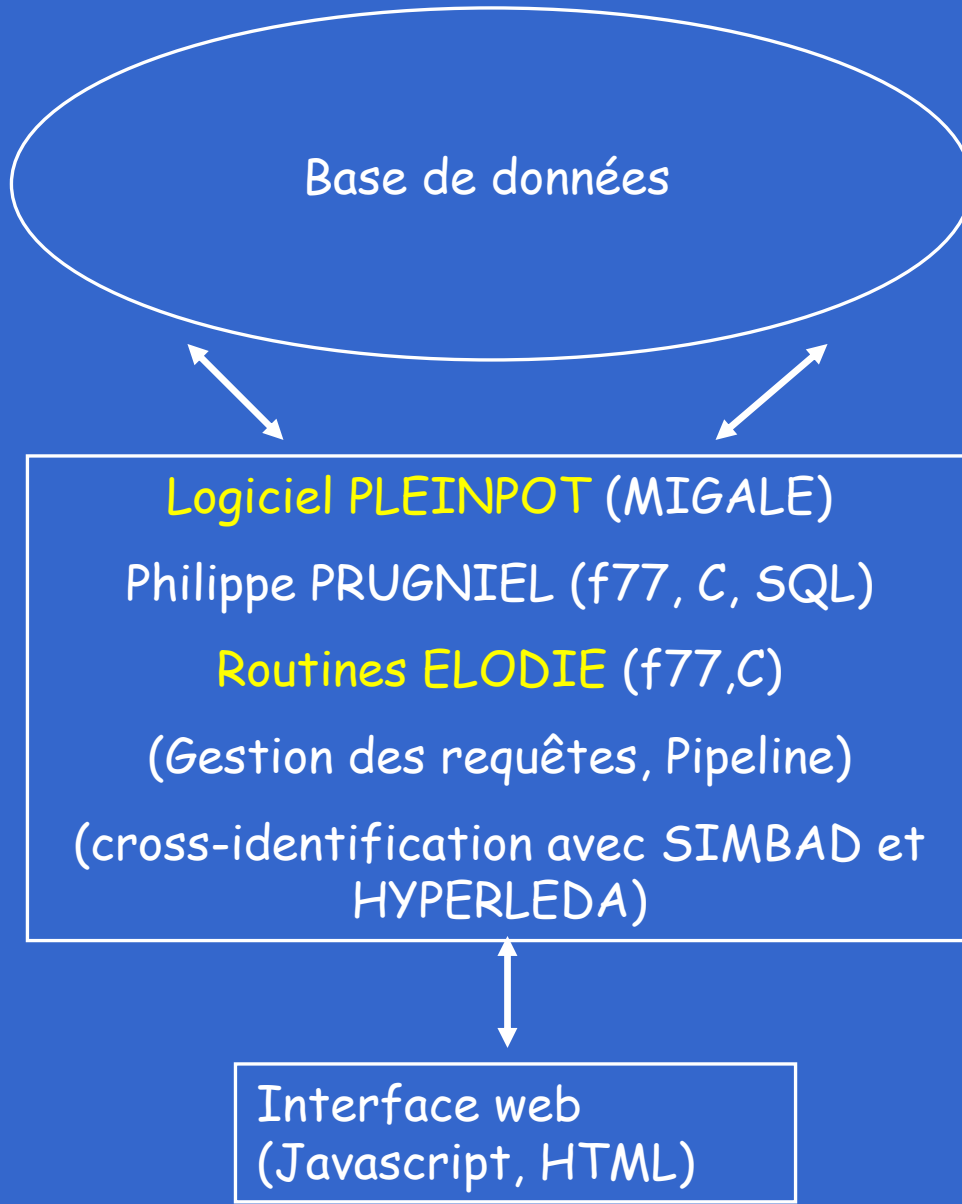 Base de données
Logiciel PLEINPOT (MIGALE)
Philippe PRUGNIEL (f77, C, SQL)
Routines ELODIE (f77,C)
(Gestion des requêtes, Pipeline)
(cross-identification avec SIMBAD et
HYPERLEDA)
Interface web
(Javascript, HTML)